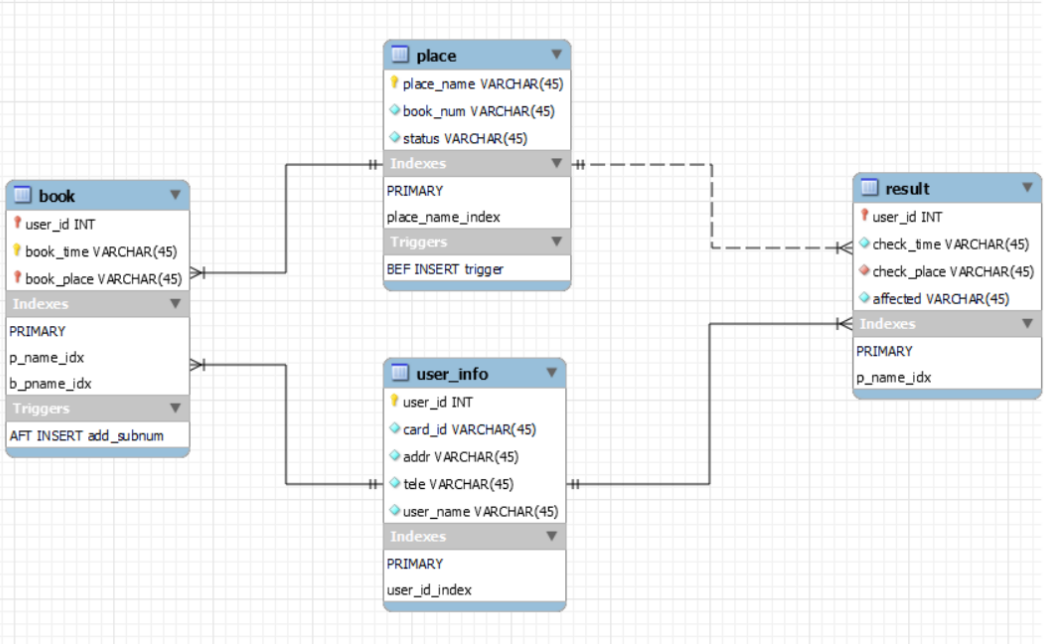 place
place_name VARCHAR(45)
book_num VARCHAR(45)
status VARCHAR(45)
Indexes
PRIMARY
place_name_index
Triggers
BEF INSERT trigger
book
user_id INT
book_time VARCHAR(45)
book_place VARCHAR(45)
Indexes
PRIMARY
p_name_idx
b_pname_idx
Triggers
AFT INSERT add_subnum
user_info
user_id INT
card_id VARCHAR(45)
addr VARCHAR(45)
tele VARCHAR(45)
user_name VARCHAR(45)
Indexes
PRIMARY
user_id_index
result
user_id INT
check_time VARCHAR(45)
check_place VARCHAR(45)
affected VARCHAR(45)
Indexes
PRIMARY
p_name_idx